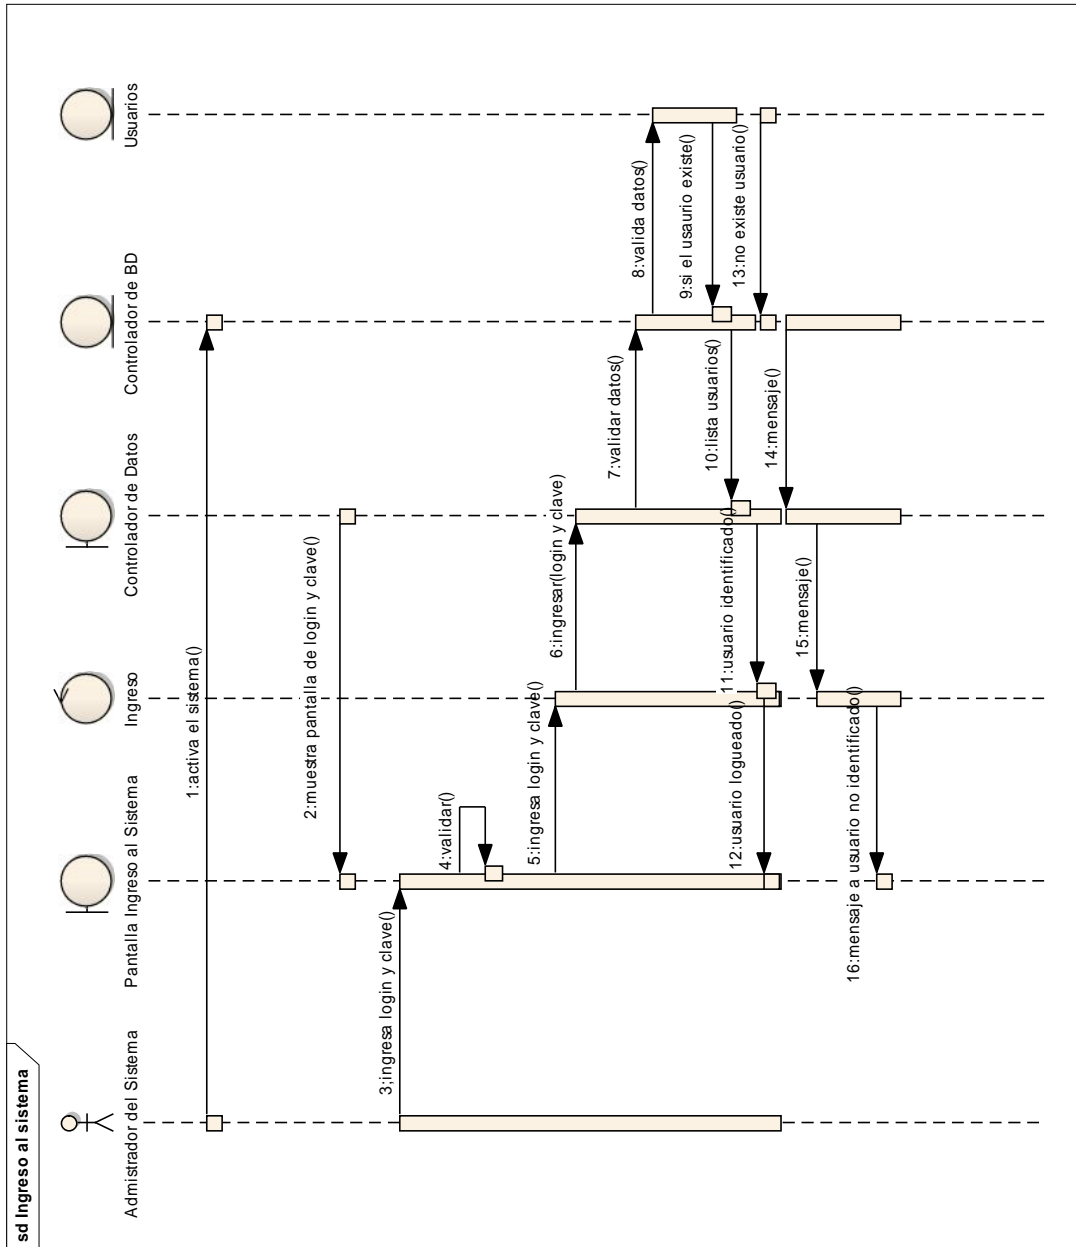 sd Ingreso al sistema
Admistrador del Sistema
Pantalla Ingreso al Sistema
Ingreso
Controlador de Datos
Controlador de BD
Usuarios
1:activa el sistema()
2:muestra pantalla de login y clave()
3;ingresa login y clave()
4:validar()
5:ingresa login y clave()
6:ingresar(login y clave)
7:validar datos()
8:valida datos()
9:si el usaurio existe()
10:lista usuarios()
11:usuario identificado()
12:usuario logueado()
13:no existe usuario()
14:mensaje()
15:mensaje()
16:mensaje a usuario no identificado()